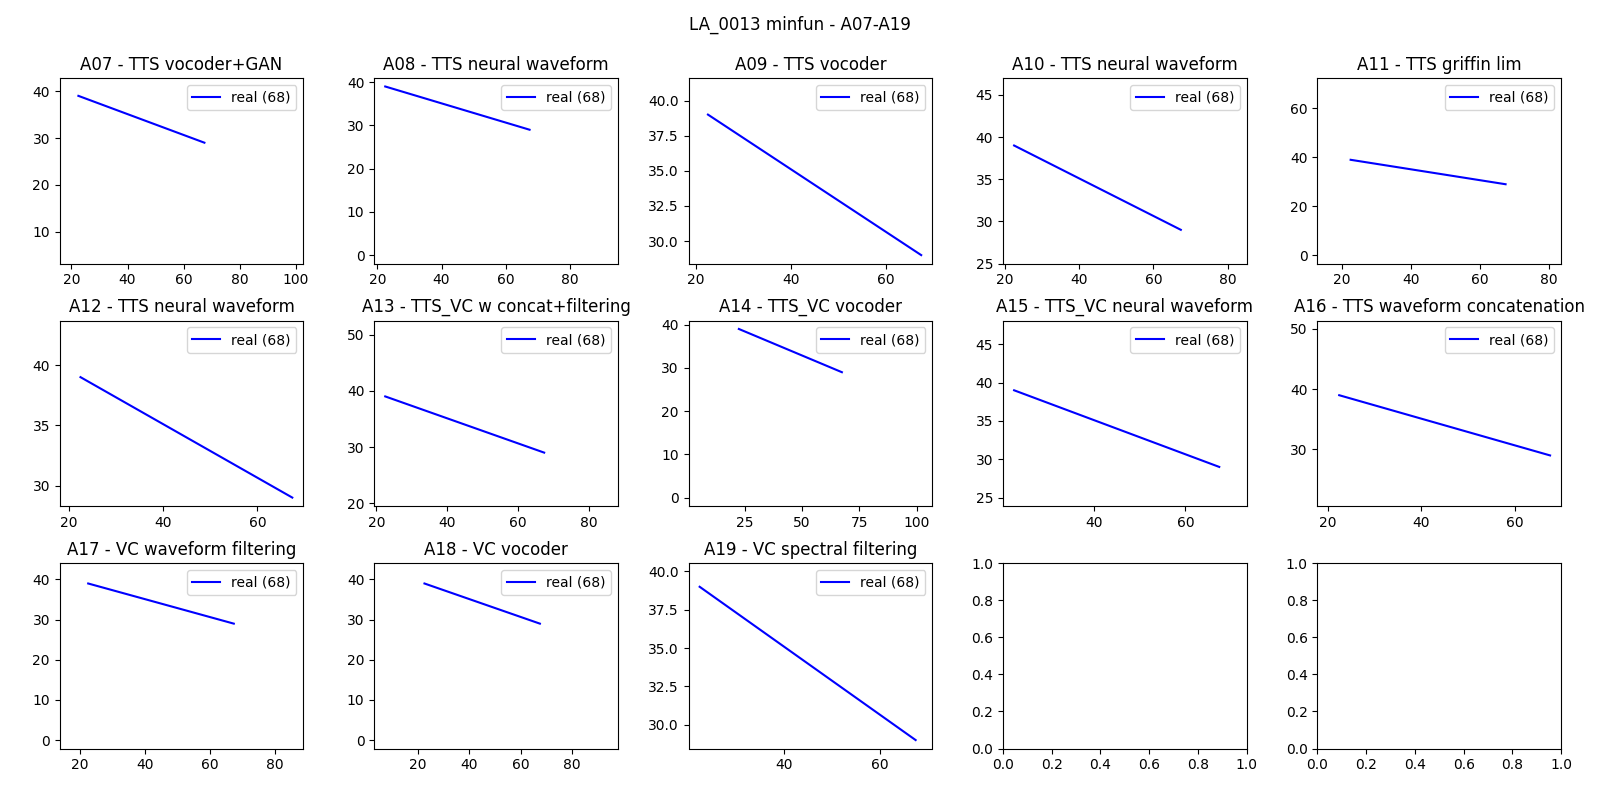 LA_0013 minfun - A07-A19
A07 - TTS vocoder+GAN
A08 - TTS neural waveform
A09 - TTS vocoder
A10 - TTS neural waveform
A11 - TTS griffin lim
real (68)
real (68)
real (68)
real (68)
real (68)
40
30
20
10
20 40 60 80 100
40
30
20
10
0
20 40 60 80
40.0
37.5
35.0
32.5
30.0
20 40 60
45
40
35
30
25
20 40 60 80
60
40
20
0
20 40 60 80
A12 - TTS neural waveform
A13 - TTS_VC w concat+filtering
A14 - TTS_VC vocoder
A15 - TTS_VC neural waveform
A16 - TTS waveform concatenation
real (68)
real (68)
real (68)
real (68)
real (68)
40
35
30
20 40 60
50
40
30
20
20 40 60 80
40
30
20
10
0
25 50 75 100
45
40
35
30
25
40 60
50
40
30
20 40 60
A17 - VC waveform filtering
A18 - VC vocoder
A19 - VC spectral filtering
real (68)
real (68)
real (68)
40
30
20
10
0
20 40 60 80
40
30
20
10
0
20 40 60 80
40.0
37.5
35.0
32.5
30.0
40 60
1.0
0.8
0.6
0.4
0.2
0.0
0.0 0.2 0.4 0.6 0.8 1.0
1.0
0.8
0.6
0.4
0.2
0.0
0.0 0.2 0.4 0.6 0.8 1.0